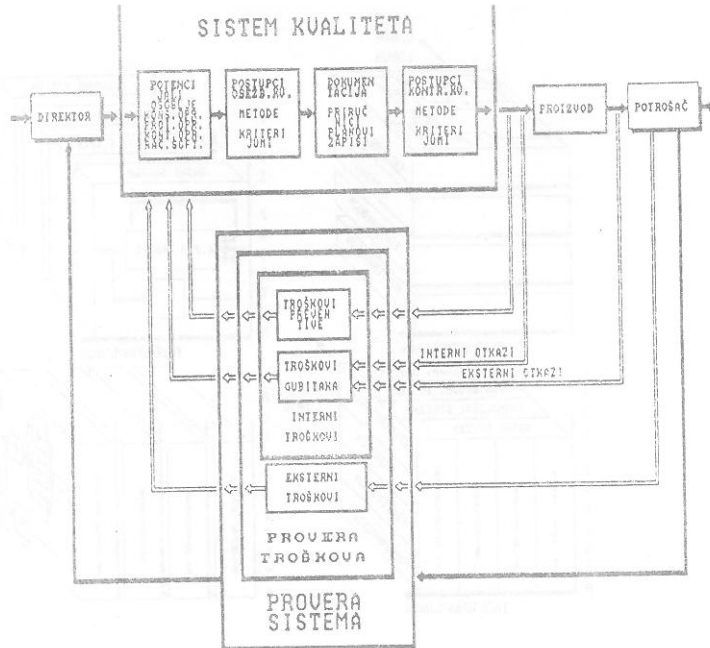 SISTEM KVALITETA
DIREKTOR
POTENCI
JALI
OSOBLJE
POSTUPCI
METODE
KRITERI
JUMI
DOKUMEN
TACIJA
PRIRUČ
NICI
PLANOVI
ZAPISI
POSTUPCI
KONTR.KV.
METODE
KRITERI
JUMI
PROIZVOD
POTROŠAČ
TROŠKOVI
PREVEN
TIVE
INTERNI OTKAZI
EKSTERNI OTKAZI
TROŠKOVI
GUBITAKA
INTERNI
TROŠKOVI
EKSTERNI
TROŠKOVI
PROVERA
TROŠKOVA
PROVERA
SISTEMA